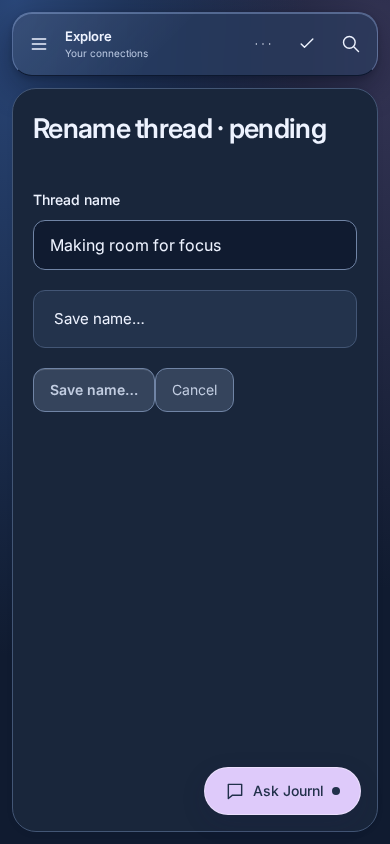 Explore
Your connections
...
Rename thread · pending
Thread name
Making room for focus
Save name…
Save name…
Cancel
Ask Journl